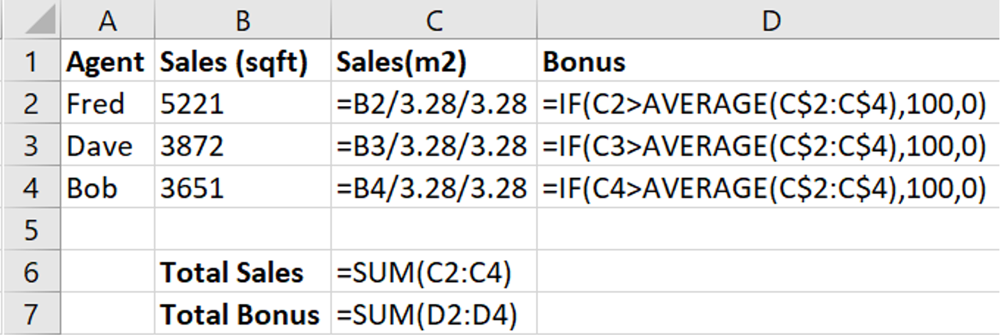 A B C D
1 Agent Sales (sqft) Sales(m2) Bonus
2 Fred 5221 =B2/3.28/3.28 =IF(C2>AVERAGE(C$2:C$4),100,0)
3 Dave 3872 =B3/3.28/3.28 =IF(C3>AVERAGE(C$2:C$4),100,0)
4 Bob 3651 =B4/3.28/3.28 =IF(C4>AVERAGE(C$2:C$4),100,0)
5
6 Total Sales =SUM(C2:C4)
7 Total Bonus =SUM(D2:D4)